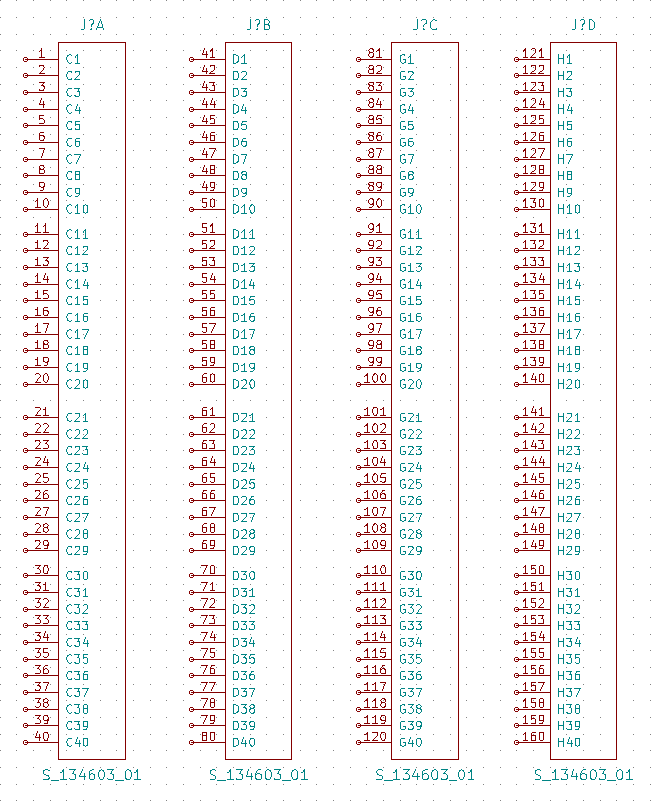 J?A J?B J?C J?D
1 C1 41 D1 81 G1 121 H1
2 C2 42 D2 82 G2 122 H2
3 C3 43 D3 83 G3 123 H3
4 C4 44 D4 84 G4 124 H4
5 C5 45 D5 85 G5 125 H5
6 C6 46 D6 86 G6 126 H6
7 C7 47 D7 87 G7 127 H7
8 C8 48 D8 88 G8 128 H8
9 C9 49 D9 89 G9 129 H9
10 C10 50 D10 90 G10 130 H10
11 C11 51 D11 91 G11 131 H11
12 C12 52 D12 92 G12 132 H12
13 C13 53 D13 93 G13 133 H13
14 C14 54 D14 94 G14 134 H14
15 C15 55 D15 95 G15 135 H15
16 C16 56 D16 96 G16 136 H16
17 C17 57 D17 97 G17 137 H17
18 C18 58 D18 98 G18 138 H18
19 C19 59 D19 99 G19 139 H19
20 C20 60 D20 100 G20 140 H20
21 C21 61 D21 101 G21 141 H21
22 C22 62 D22 102 G22 142 H22
23 C23 63 D23 103 G23 143 H23
24 C24 64 D24 104 G24 144 H24
25 C25 65 D25 105 G25 145 H25
26 C26 66 D26 106 G26 146 H26
27 C27 67 D27 107 G27 147 H27
28 C28 68 D28 108 G28 148 H28
29 C29 69 D29 109 G29 149 H29
30 C30 70 D30 110 G30 150 H30
31 C31 71 D31 111 G31 151 H31
32 C32 72 D32 112 G32 152 H32
33 C33 73 D33 113 G33 153 H33
34 C34 74 D34 114 G34 154 H34
35 C35 75 D35 115 G35 155 H35
36 C36 76 D36 116 G36 156 H36
37 C37 77 D37 117 G37 157 H37
38 C38 78 D38 118 G38 158 H38
39 C39 79 D39 119 G39 159 H39
40 C40 80 D40 120 G40 160 H40
S_134603_01 S_134603_01 S_134603_01 S_134603_01